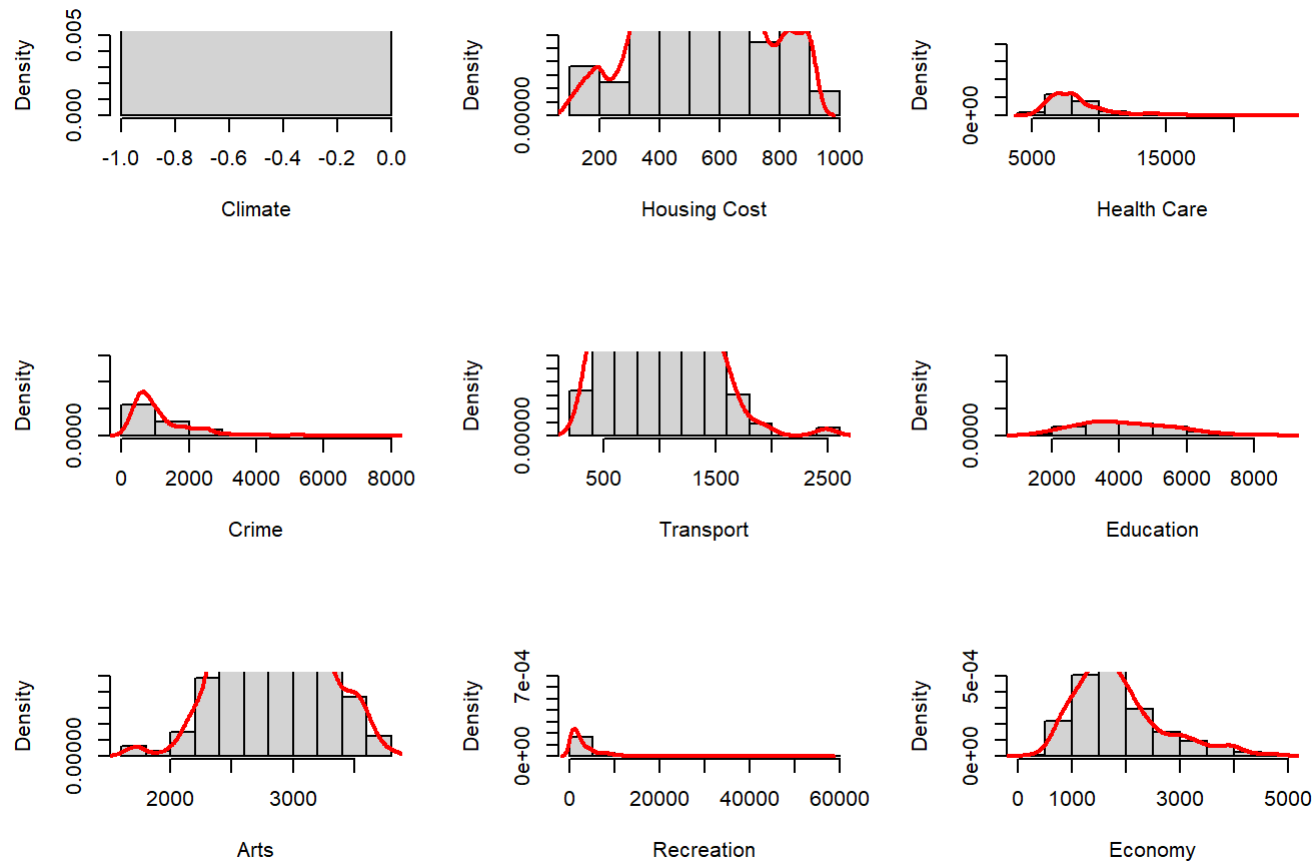 Density
0.000 0.005
-1.0 -0.8 -0.6 -0.4 -0.2 0.0
Climate
Density
0.00000
200 400 600 800 1000
Housing Cost
Density
0e+00
5000 15000
Health Care
Density
0.00000
0 2000 4000 6000 8000
Crime
Density
0.00000
500 1500 2500
Transport
Density
0.00000
2000 4000 6000 8000
Education
Density
0.00000
2000 3000
Arts
Density
0e+00 7e-04
0 20000 40000 60000
Recreation
Density
0e+00 5e-04
0 1000 3000 5000
Economy